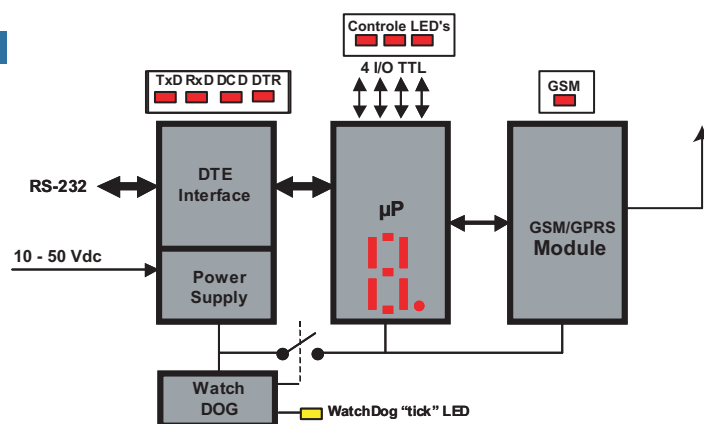 Controle LED's
4 I/O TTL
TxD RxD DCD DTR
GSM
RS-232
DTE
Interface
µP
8.
GSM/GPRS
Module
10 - 50 Vdc
Power
Supply
Watch
DOG
WatchDog “tick” LED